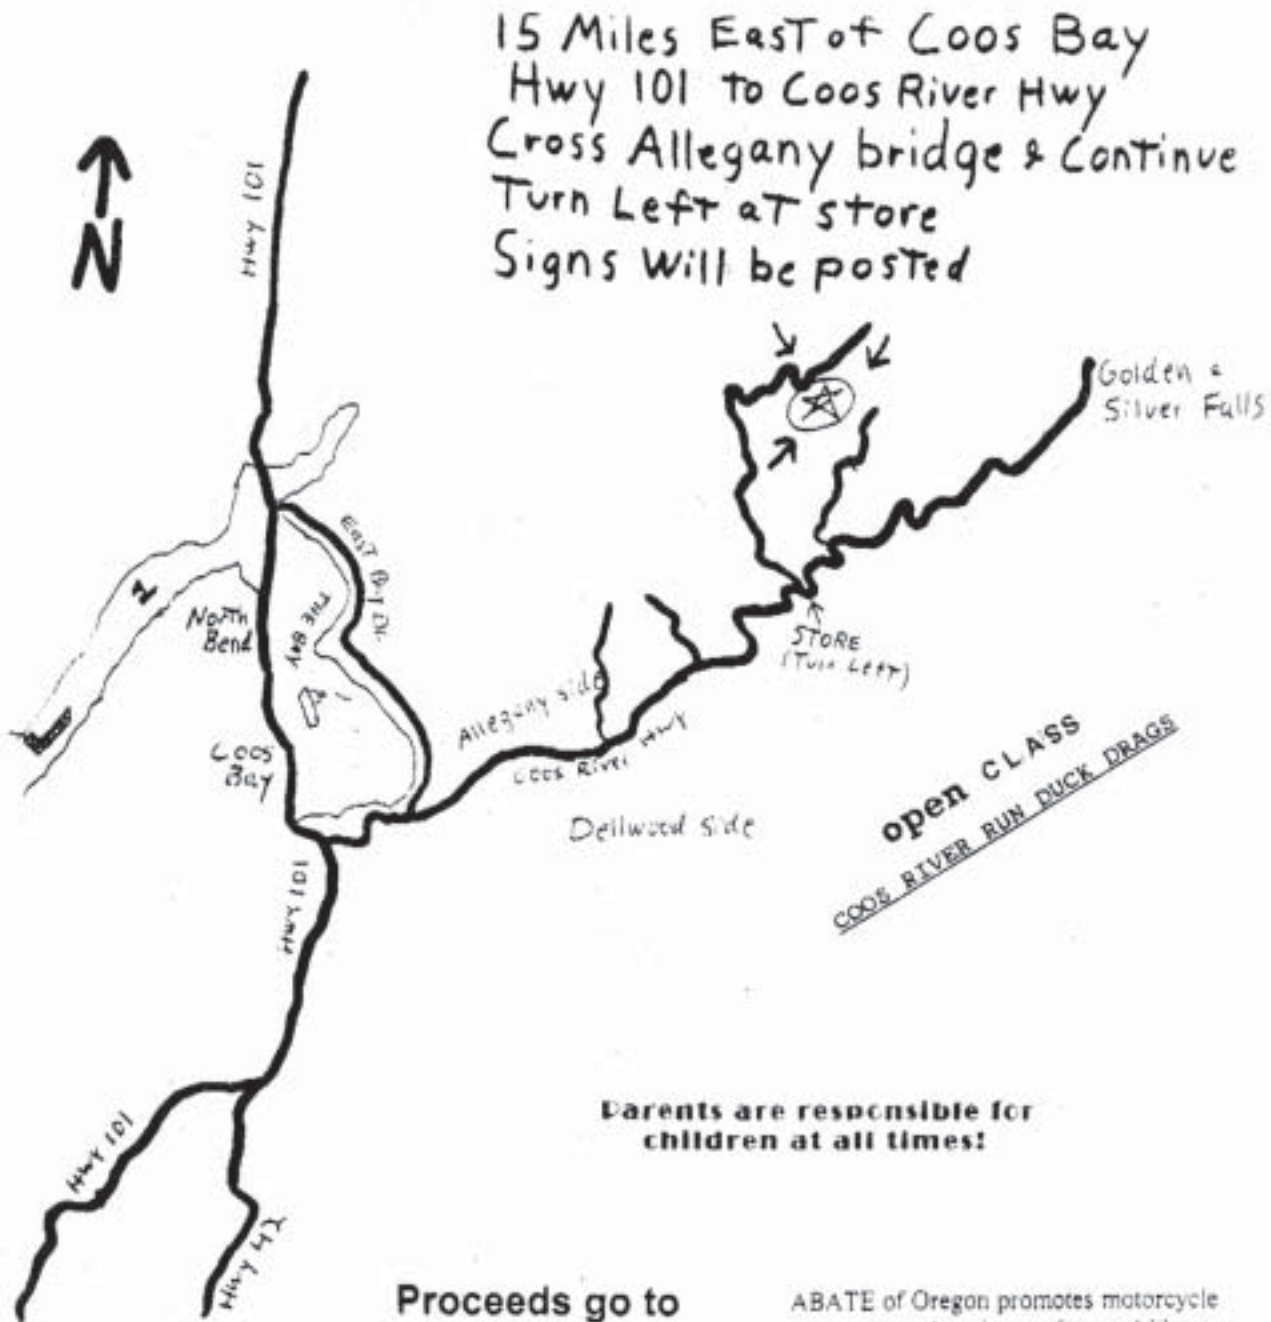 15 Miles East of Coos Bay
Hwy 101 to Coos River Hwy
Cross Allegany bridge & Continue
Turn Left at store
Signs will be posted
N
Hwy 101
Golden &
Silver Falls
East Bay Dr.
THE BAY
North
Bend
STORE
(Turn Left)
Allegany side
Coos
Bay
Coos River Hwy
Dellwood side
open CLASS
COOS RIVER RUN DUCK DRAGS
Hwy 101
Parents are responsible for
children at all times!
Hwy 101
Hwy 42
Proceeds go to
ABATE of Oregon promotes motorcycle